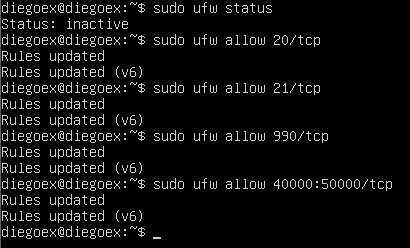 diegoex@diegoex:~$ sudo ufw status
Status: inactive
diegoex@diegoex:~$ sudo ufw allow 20/tcp
Rules updated
Rules updated (v6)
diegoex@diegoex:~$ sudo ufw allow 21/tcp
Rules updated
Rules updated (v6)
diegoex@diegoex:~$ sudo ufw allow 990/tcp
Rules updated
Rules updated (v6)
diegoex@diegoex:~$ sudo ufw allow 40000:50000/tcp
Rules updated
Rules updated (v6)
diegoex@diegoex:~$ _